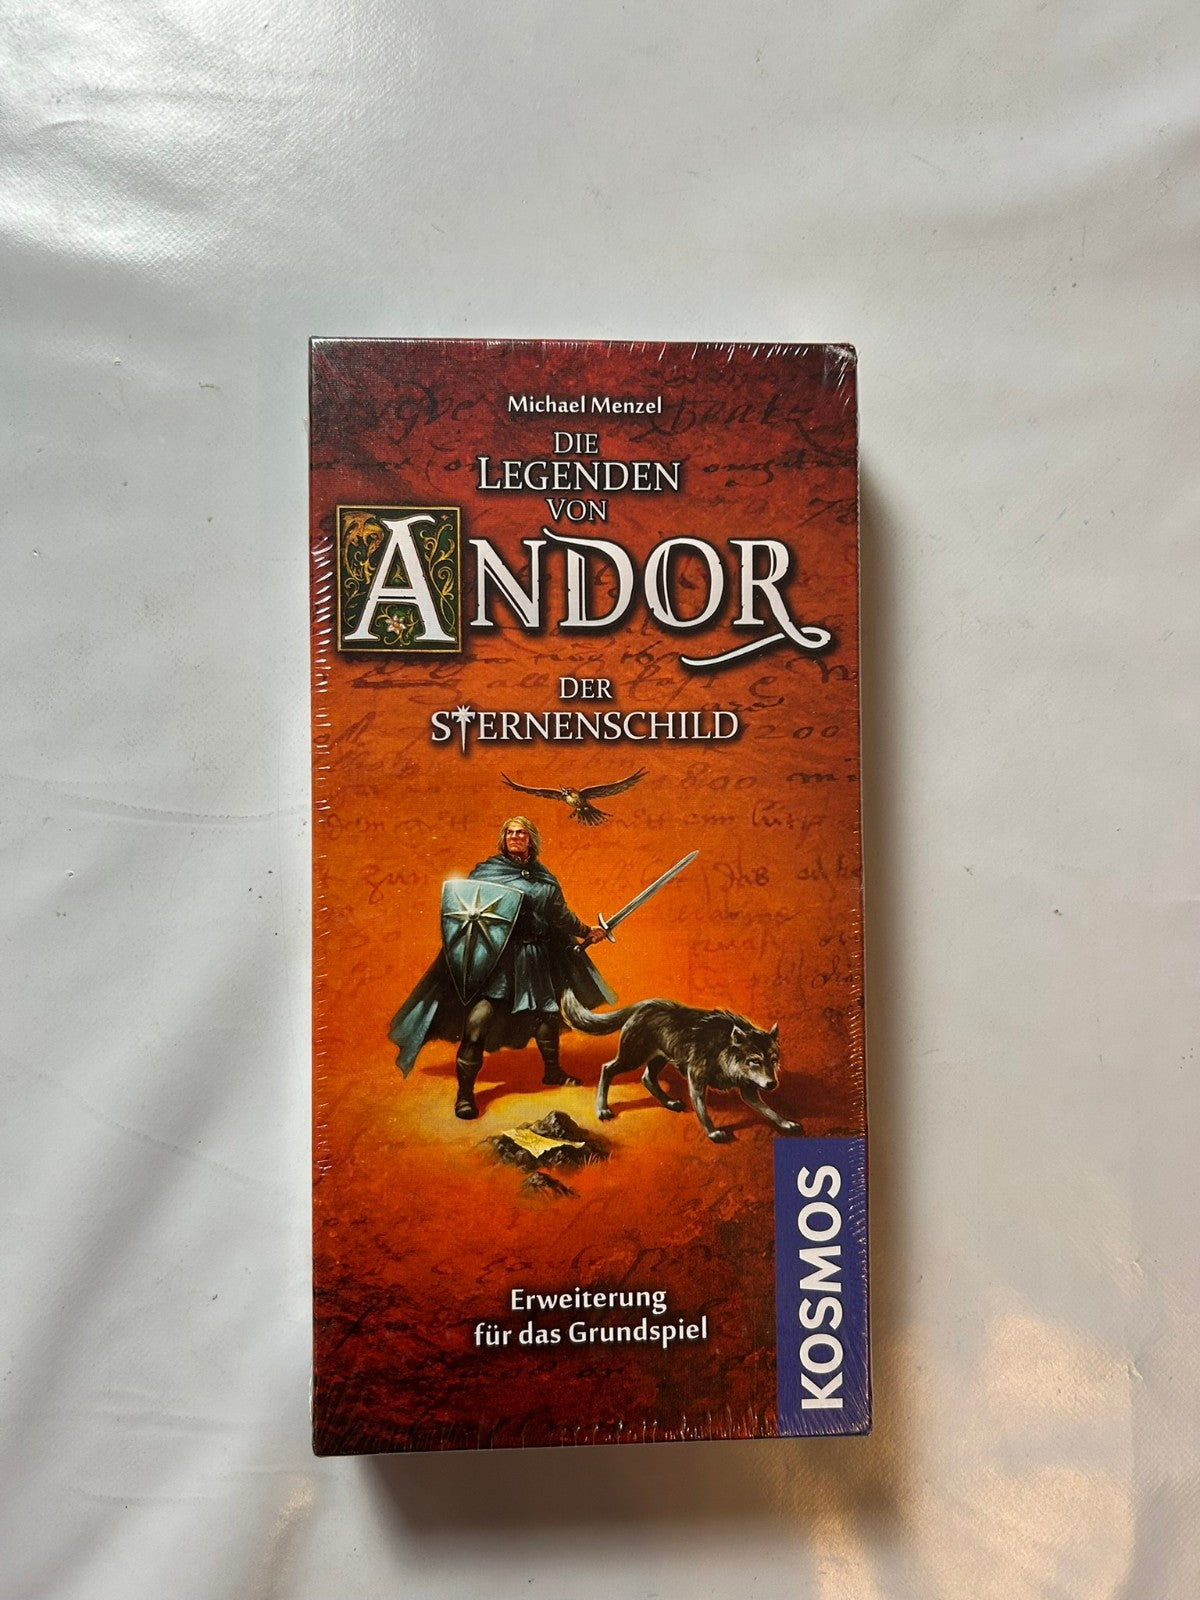 Michael Menzel
DIE
LEGENDEN
VON
ANDOR
DER
STERNENSCHILD
Erweiterung
für das Grundspiel
KOSMOS